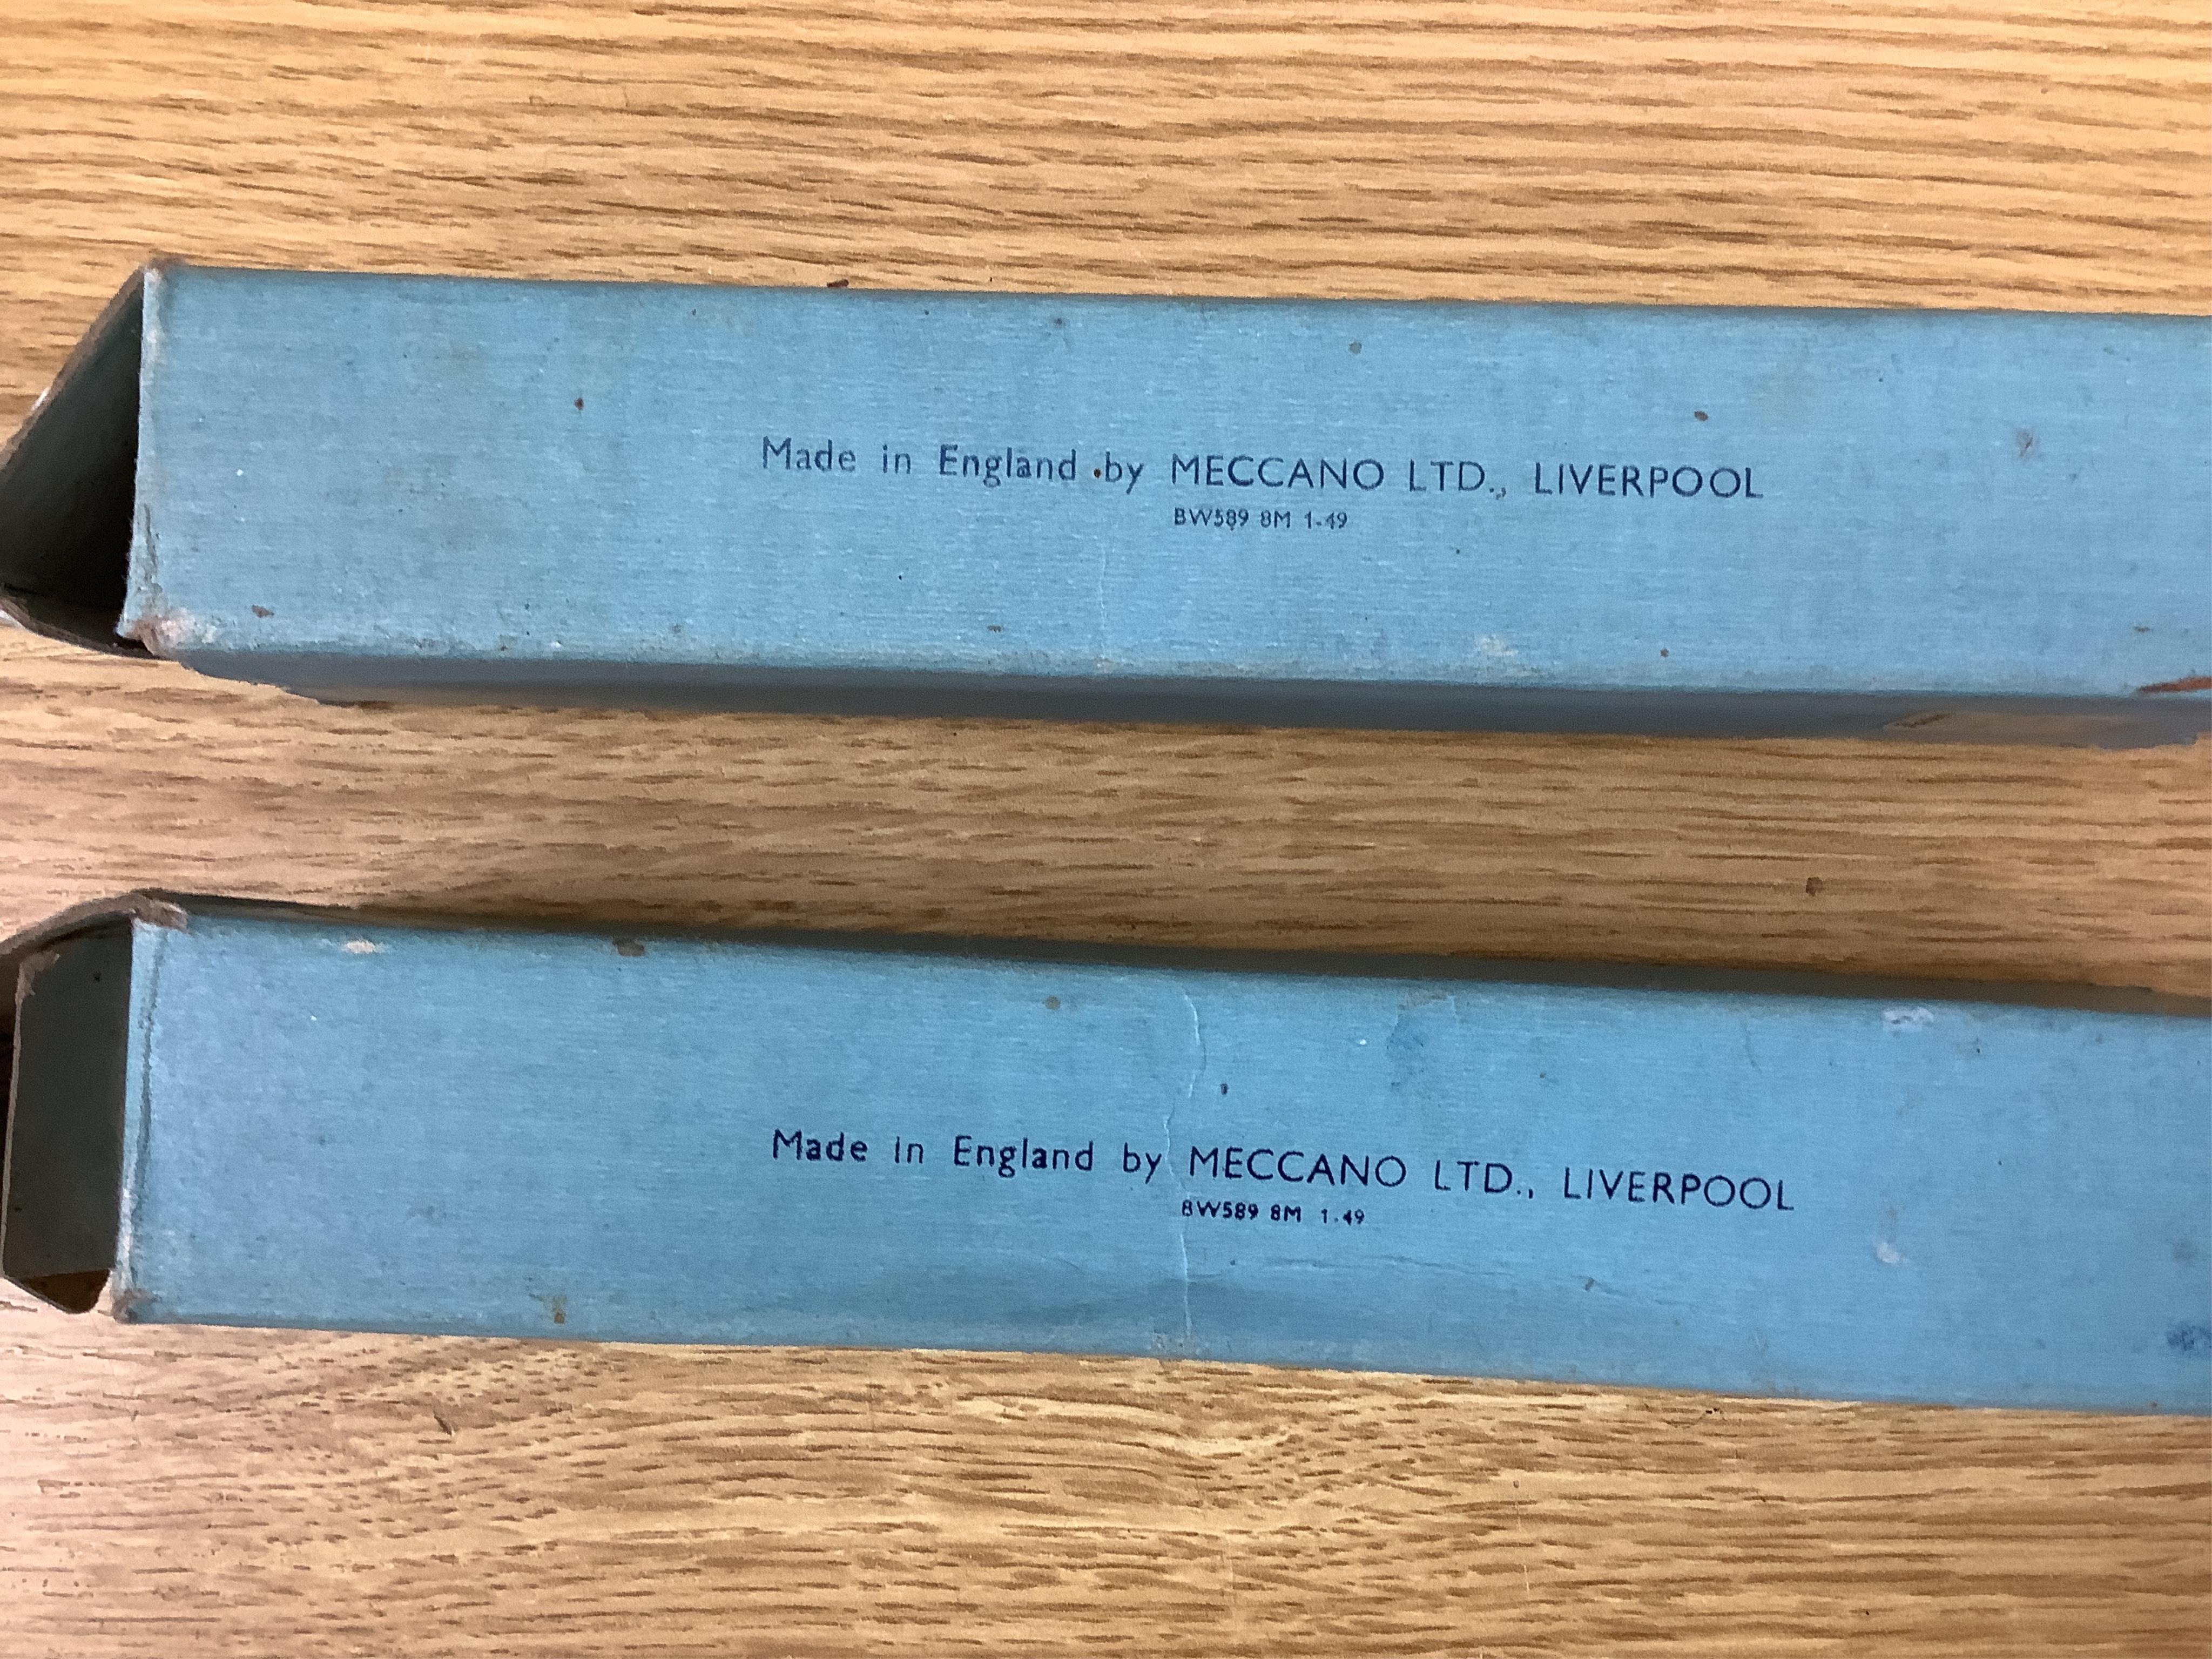 Made in England by MECCANO LTD., LIVERPOOL
BW589 8M 1-49
Made in England by MECCANO LTD., LIVERPOOL
BW589 8M 1.49